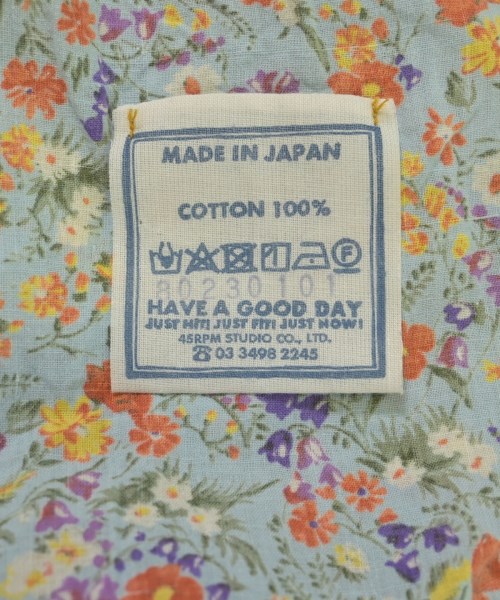 MADE IN JAPAN
COTTON 100%
80230101
HAVE A GOOD DAY
JUST HIT! JUST FIT! JUST NOW!
45RPM STUDIO CO., LTD.
☎ 03 3498 2245